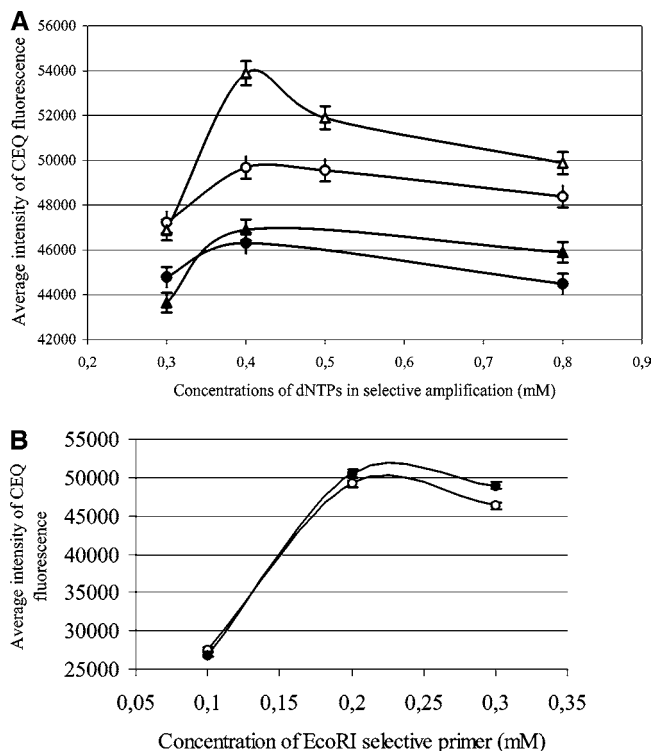 A
56000
54000
52000
50000
48000
46000
44000
42000
Average intensity of CEQ fluorescence
0,2 0,3 0,4 0,5 0,6 0,7 0,8 0,9
Concentrations of dNTPs in selective amplification (mM)
B
55000
50000
45000
40000
35000
30000
25000
Average intensity of CEQ
fluorescence
0,05 0,1 0,15 0,2 0,25 0,3 0,35
Concentration of EcoRI selective primer (mM)